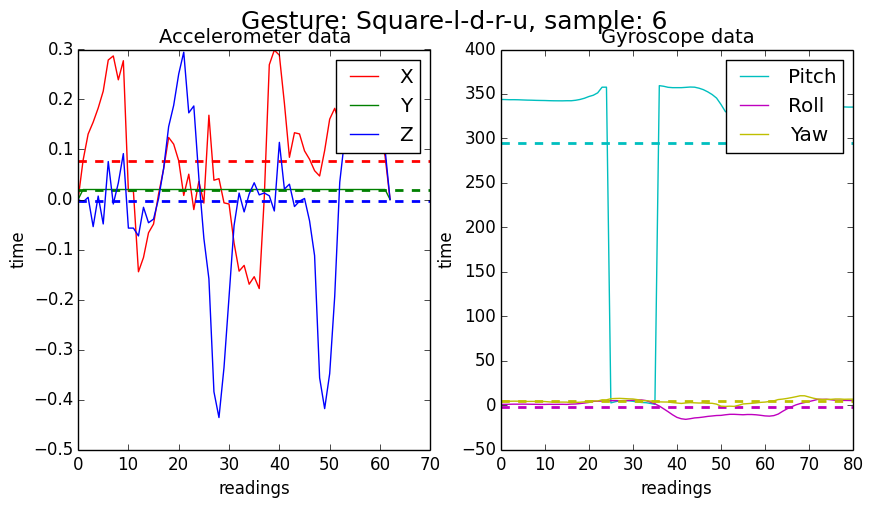 Gesture: Square-l-d-r-u, sample: 6
Accelerometer data
0.3
0.2
0.1
0.0
−0.1
−0.2
−0.3
−0.4
−0.5
time
0 10 20 30 40 50 60 70
readings
X
Y
Z
Gyroscope data
400
350
300
250
200
150
100
50
0
−50
time
0 10 20 30 40 50 60 70 80
readings
Pitch
Roll
Yaw